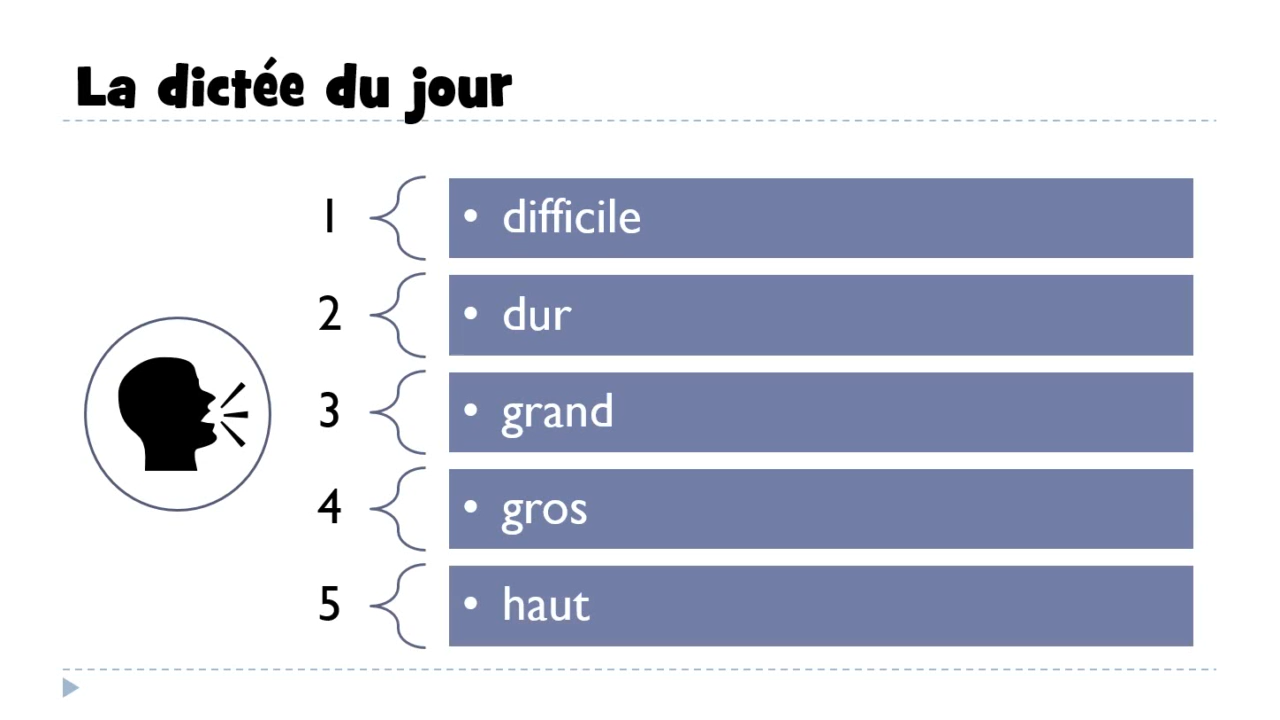 La dictée du jour
1 • difficile
2 • dur
3 • grand
4 • gros
5 • haut